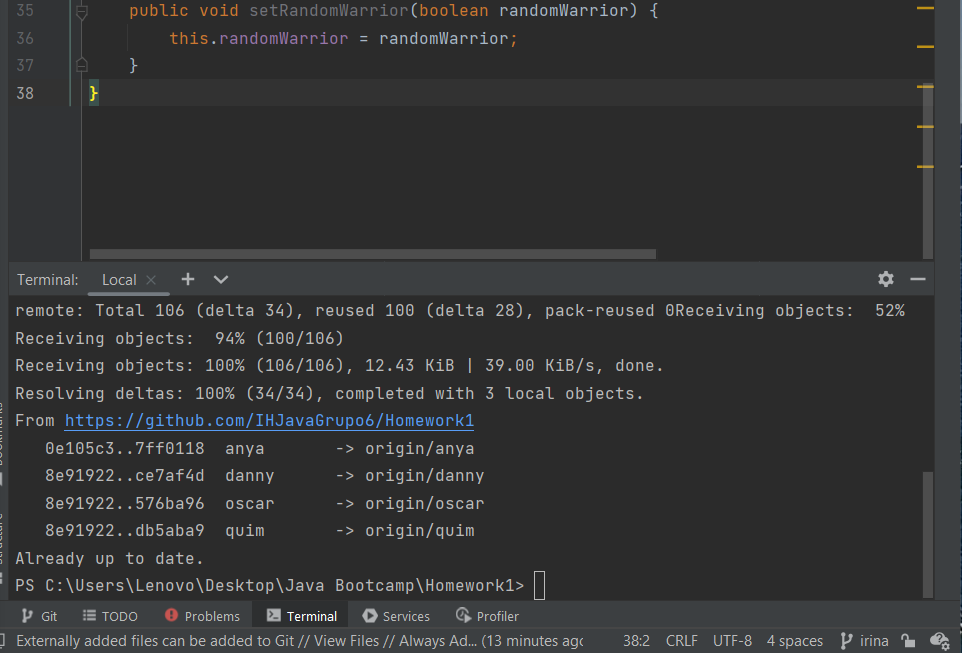 35 public void setRandomWarrior(boolean randomWarrior) {
36 this.randomWarrior = randomWarrior;
37 }
38 }
Terminal: Local × + 
remote: Total 106 (delta 34), reused 100 (delta 28), pack-reused 0Receiving objects:  52%
Receiving objects:  94% (100/106)
Receiving objects: 100% (106/106), 12.43 KiB | 39.00 KiB/s, done.
Resolving deltas: 100% (34/34), completed with 3 local objects.
From https://github.com/IHJavaGrupo6/Homework1
0e105c3..7ff0118  anya       -> origin/anya
8e91922..ce7af4d  danny      -> origin/danny
8e91922..576ba96  oscar      -> origin/oscar
8e91922..db5aba9  quim       -> origin/quim
Already up to date.
PS C:\Users\Lenovo\Desktop\Java Bootcamp\Homework1>
Git TODO Problems Terminal Services Profiler
Externally added files can be added to Git // View Files // Always Ad... (13 minutes agc 38:2 CRLF UTF-8 4 spaces irina